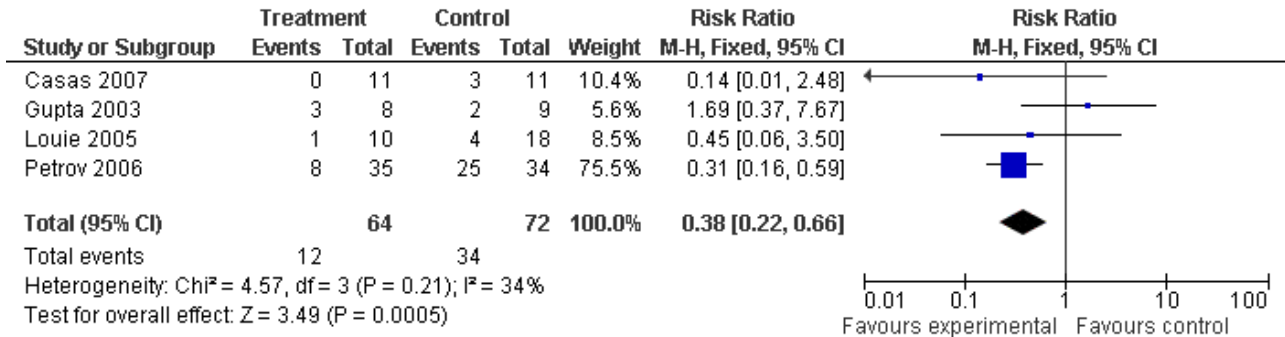 Treatment Control Risk Ratio Risk Ratio
Study or Subgroup Events Total Events Total Weight M-H, Fixed, 95% CI M-H, Fixed, 95% CI
Casas 2007 0 11 3 11 10.4% 0.14 [0.01, 2.48]
Gupta 2003 3 8 2 9 5.6% 1.69 [0.37, 7.67]
Louie 2005 1 10 4 18 8.5% 0.45 [0.06, 3.50]
Petrov 2006 8 35 25 34 75.5% 0.31 [0.16, 0.59]
Total (95% CI) 64 72 100.0% 0.38 [0.22, 0.66]
Total events 12 34
Heterogeneity: Chi² = 4.57, df = 3 (P = 0.21); I² = 34%
Test for overall effect: Z = 3.49 (P = 0.0005)
0.01 0.1 1 10 100
Favours experimental Favours control